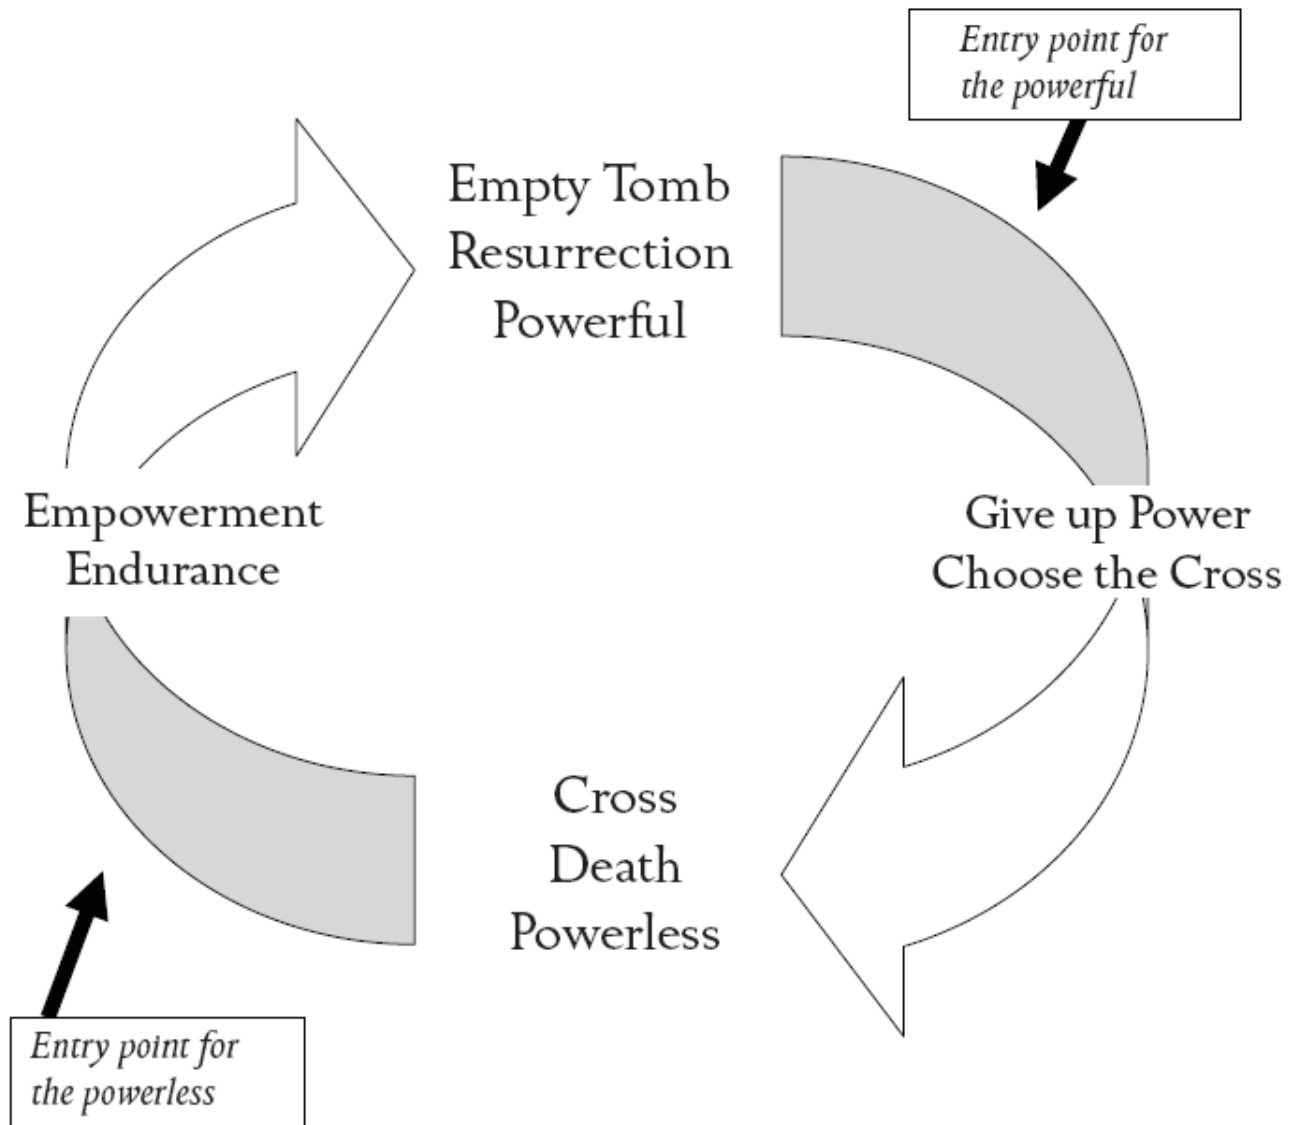 Entry point for
the powerful
Empty Tomb
Resurrection
Powerful
Empowerment
Endurance
Give up Power
Choose the Cross
Cross
Death
Powerless
Entry point for
the powerless